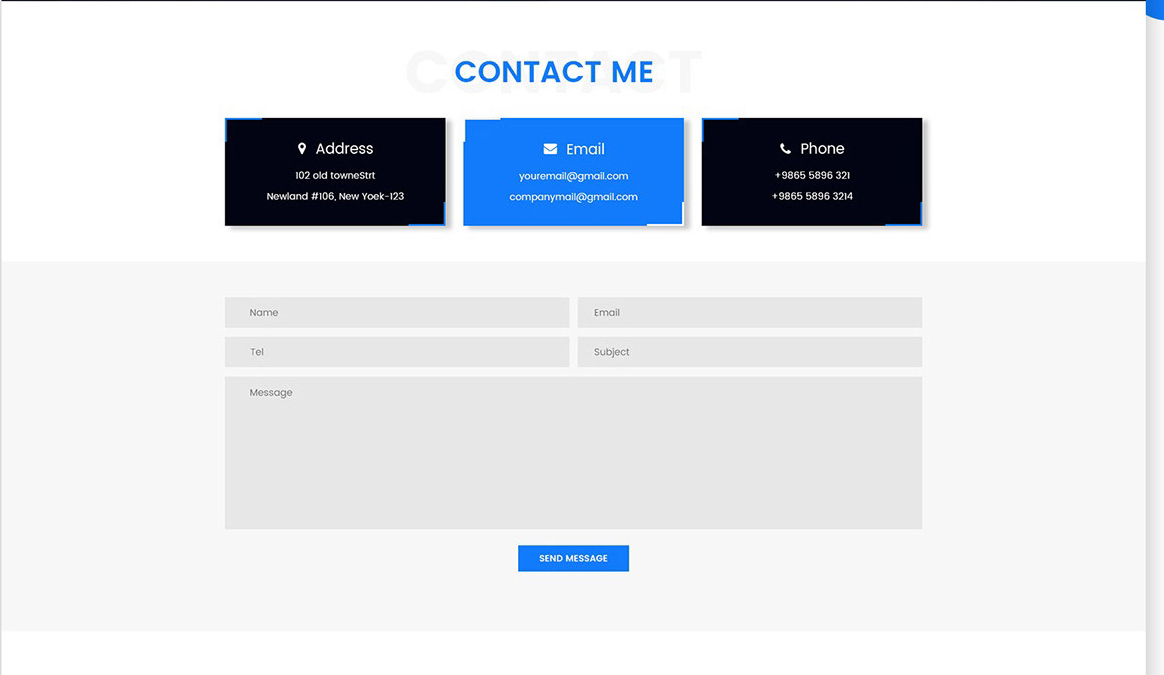 CONTACT
CONTACT ME
Address
102 old towneStrt
Newland #106, New Yoek-123
Email
youremail@gmail.com
companymail@gmail.com
Phone
+9865 5896 321
+9865 5896 3214
Name
Email
Tel
Subject
Message
SEND MESSAGE